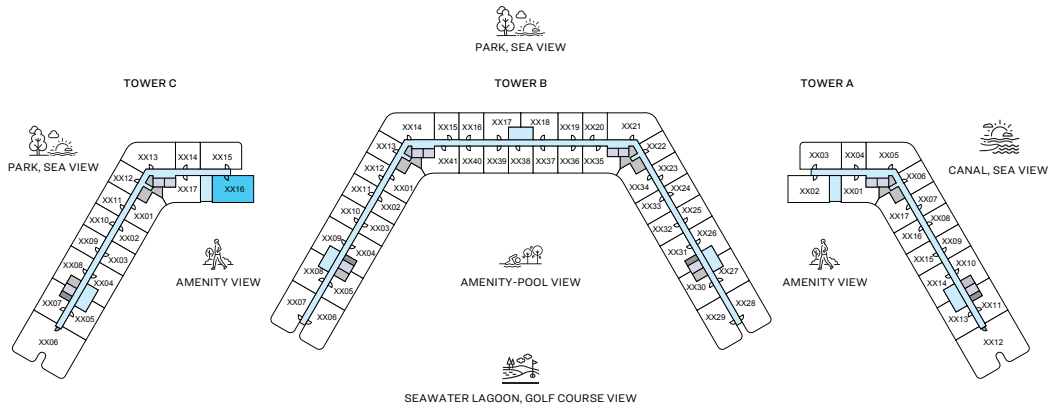 PARK, SEA VIEW
TOWER C
TOWER B
TOWER A
PARK, SEA VIEW
CANAL, SEA VIEW
XX13
XX14
XX15
XX12
XX17
XX16
XX11
XX01
XX10
XX02
XX09
XX03
XX08
XX04
XX07
XX05
XX06
AMENITY VIEW
XX14
XX15
XX16
XX17
XX18
XX19
XX20
XX21
XX13
XX41
XX40
XX39
XX38
XX37
XX36
XX35
XX22
XX12
XX01
XX34
XX23
XX11
XX02
XX33
XX24
XX10
XX03
XX32
XX25
XX09
XX04
XX31
XX26
XX08
XX05
XX30
XX27
XX07
XX06
XX29
XX28
AMENITY-POOL VIEW
XX03
XX04
XX05
XX02
XX01
XX06
XX17
XX07
XX16
XX08
XX15
XX09
XX14
XX10
XX13
XX11
XX12
AMENITY VIEW
SEAWATER LAGOON, GOLF COURSE VIEW